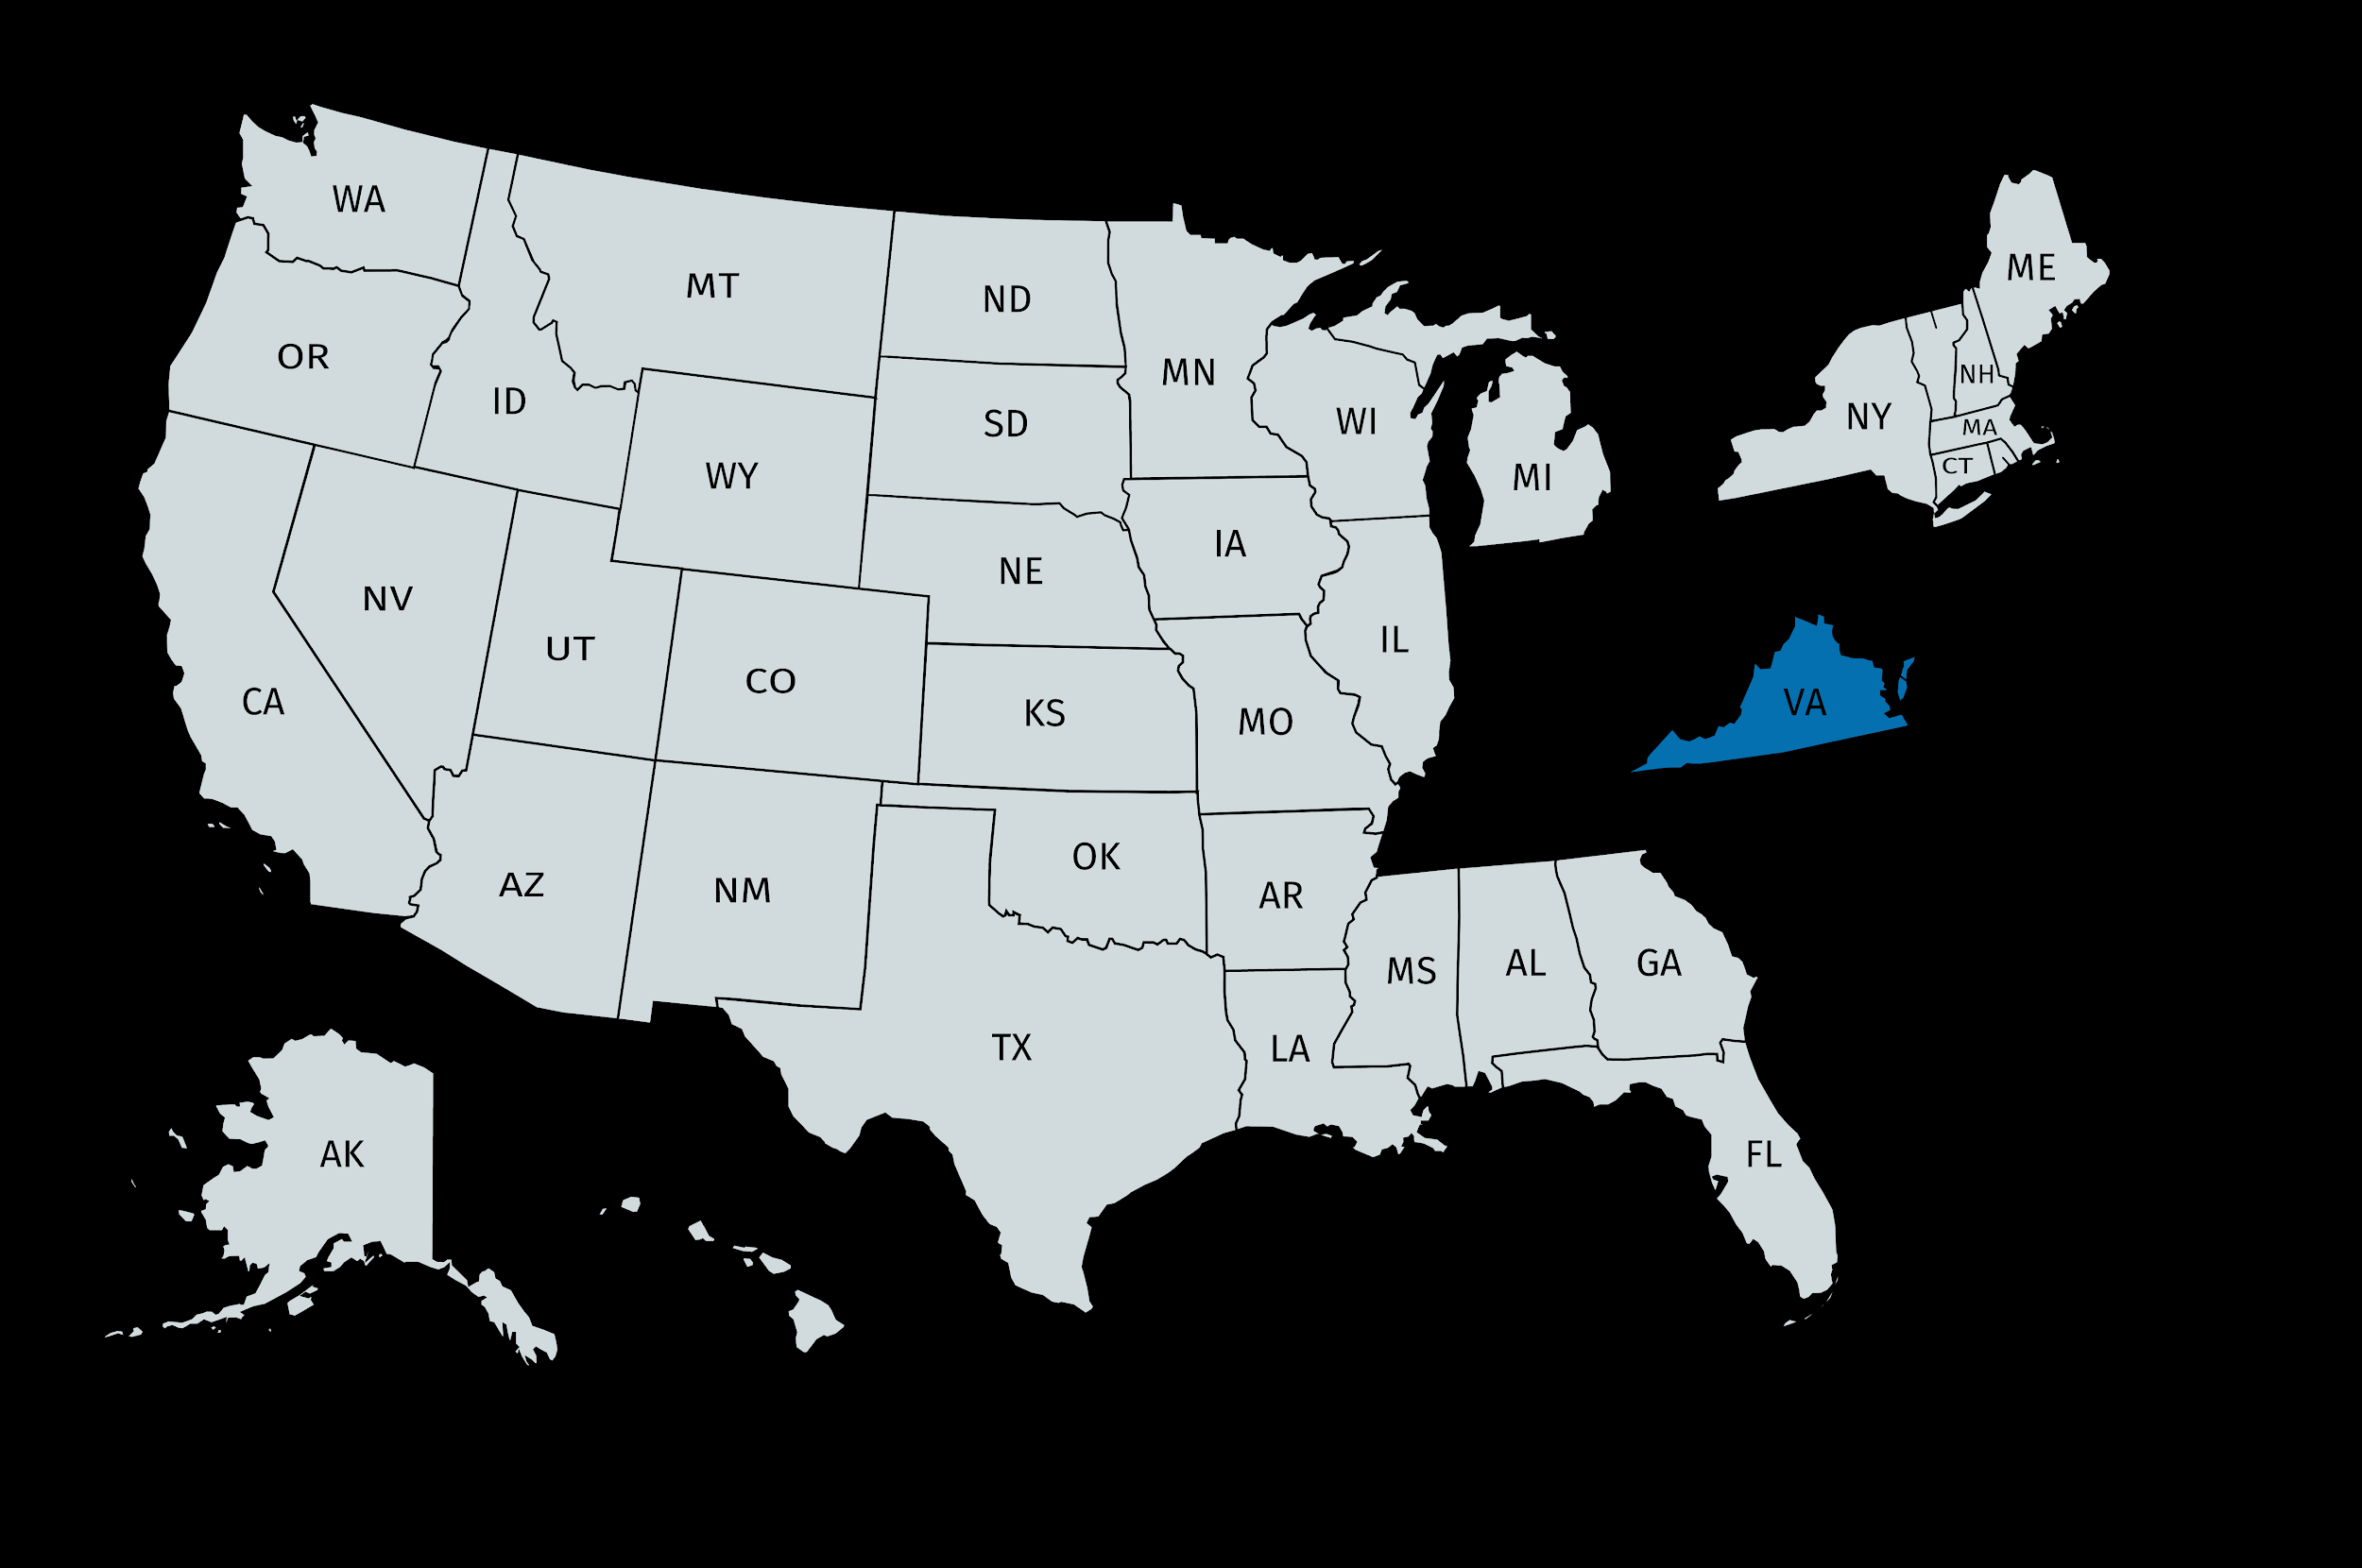 WA
MT
ND
MN
ME
OR
ID
SD
WI
NH
NY
MA
WY
MI
CT
IA
NE
NV
UT
IL
CO
CA
KS
MO
VA
OK
AZ
NM
AR
MS
AL
GA
TX
LA
AK
FL